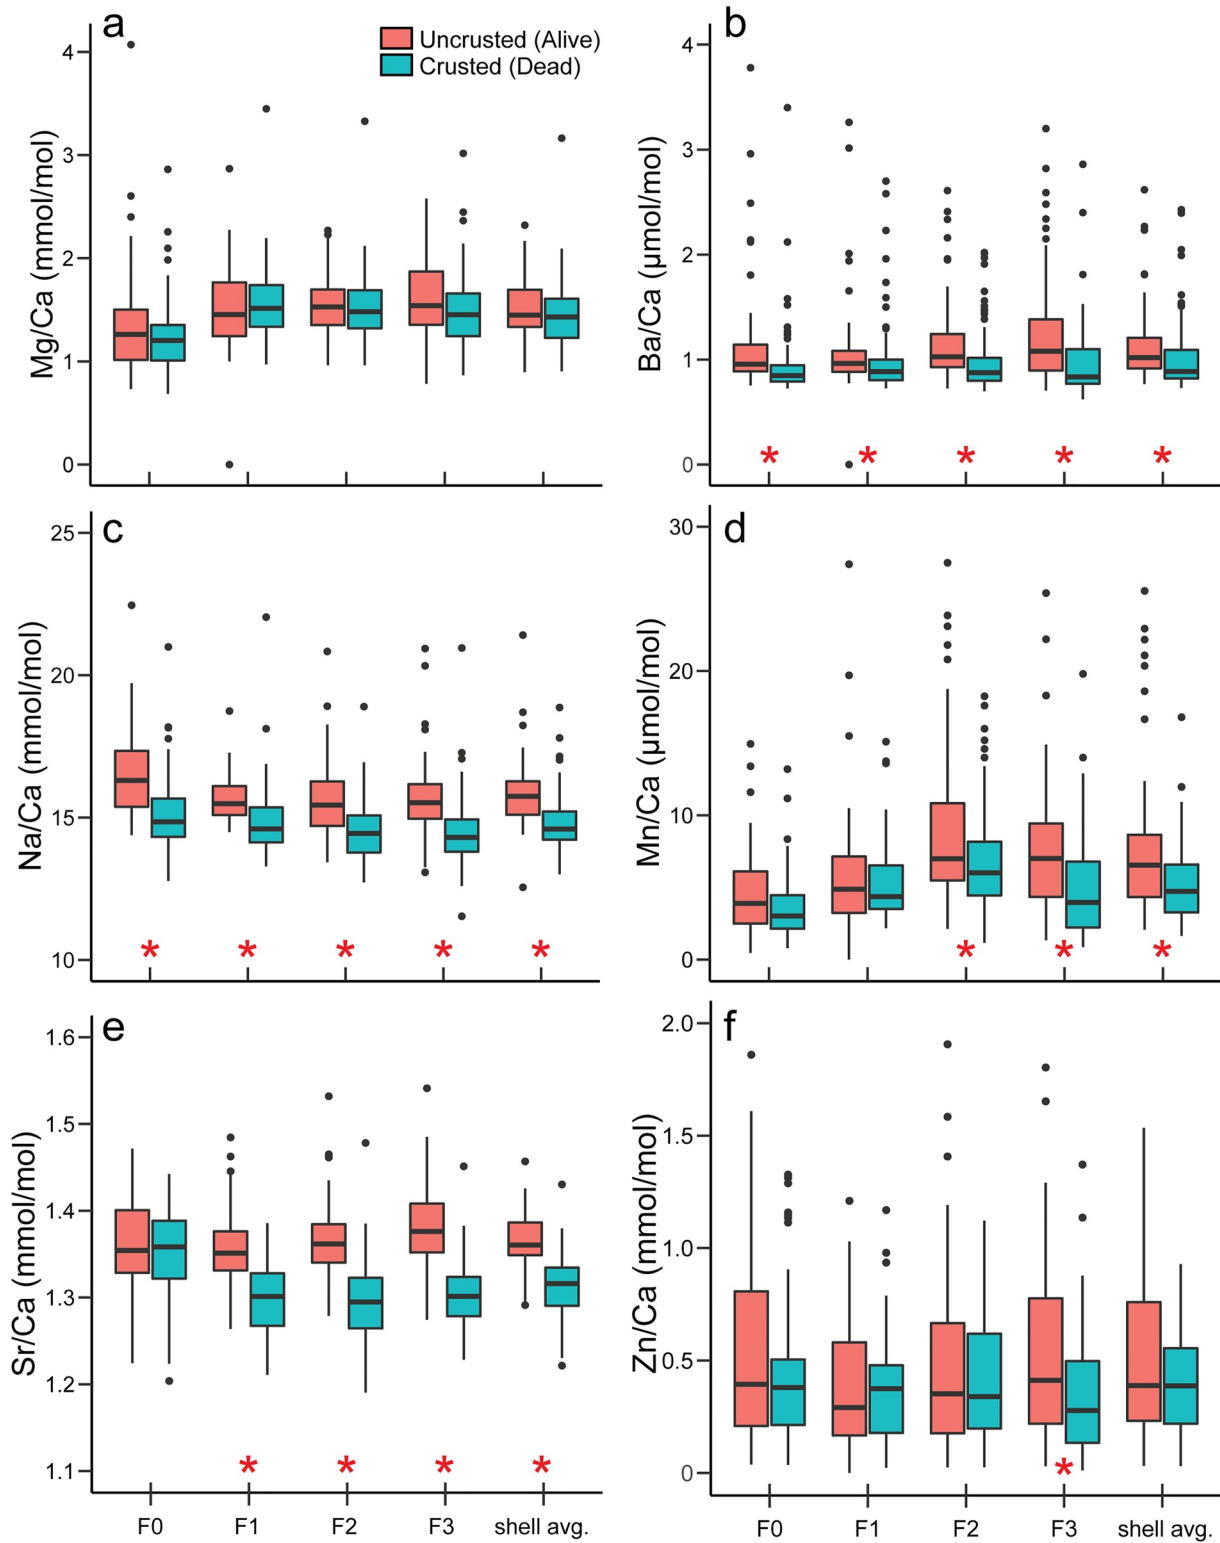 a
Uncrusted (Alive)
Crusted (Dead)
Mg/Ca (mmol/mol)
4
3
2
1
0
b
Ba/Ca (μmol/mol)
4
3
2
1
0
* * * * *
c
Na/Ca (mmol/mol)
25
20
15
10
* * * * *
d
Mn/Ca (μmol/mol)
30
20
10
0
* * *
e
Sr/Ca (mmol/mol)
1.6
1.5
1.4
1.3
1.2
1.1
* * * *
F0 F1 F2 F3 shell avg.
f
Zn/Ca (mmol/mol)
2.0
1.5
1.0
0.5
0
*
F0 F1 F2 F3 shell avg.